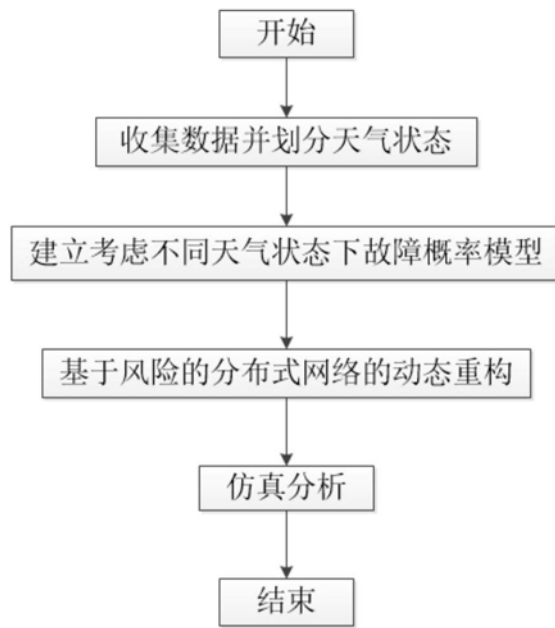 开始
收集数据并划分天气状态
建立考虑不同天气状态下故障概率模型
基于风险的分布式网络的动态重构
仿真分析
结束